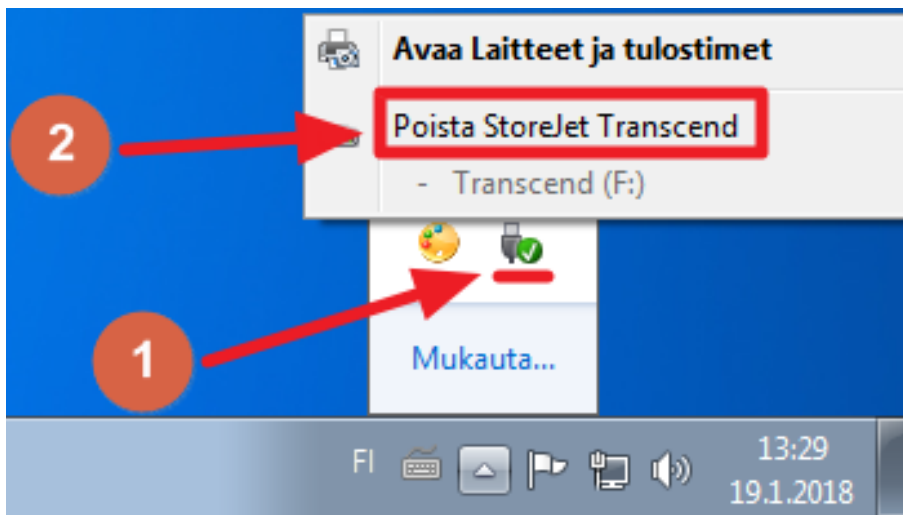 Avaa Laitteet ja tulostimet
2
Poista StoreJet Transcend
- Transcend (F:)
1
Mukauta...
FI
13:29
19.1.2018